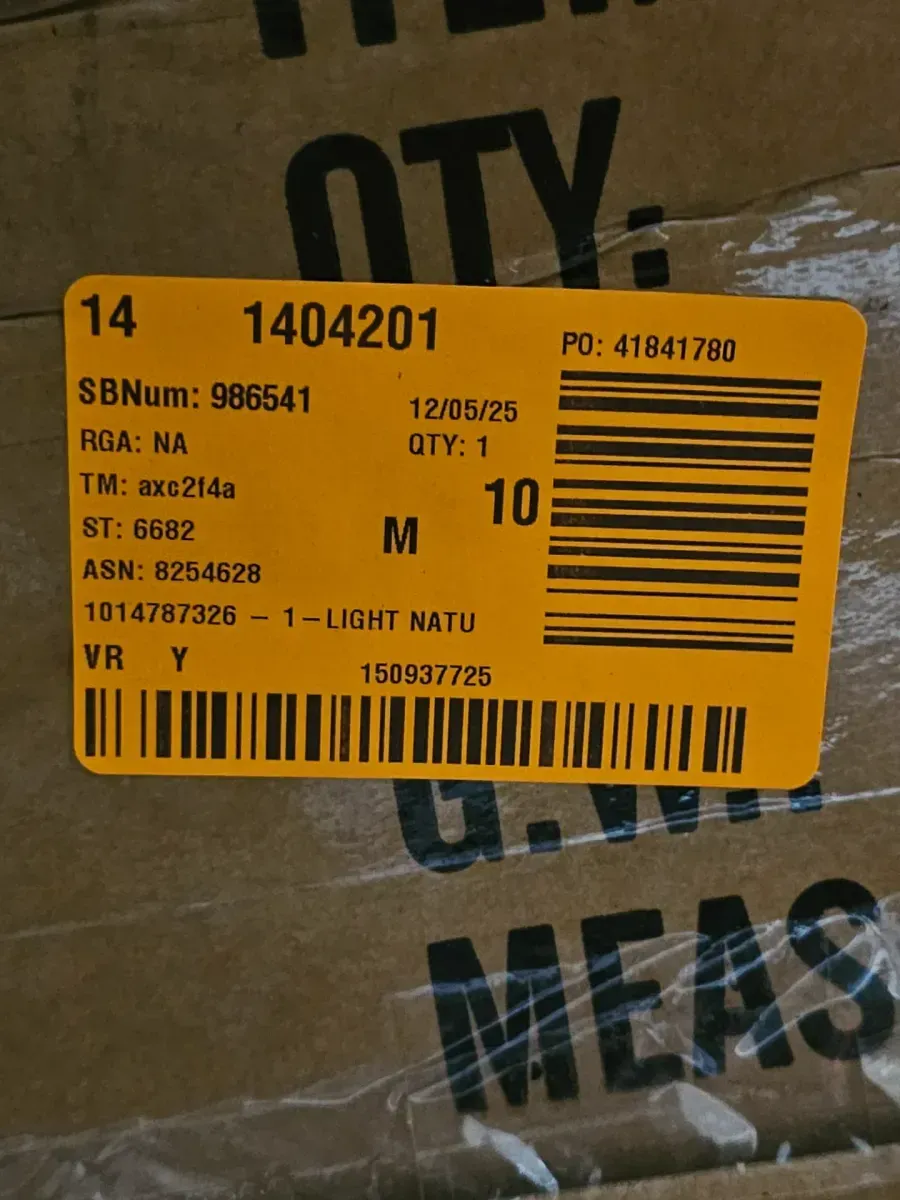 QTY:
14 1404201
PO: 41841780
SBNum: 986541
12/05/25
RGA: NA
QTY: 1
TM: axc2f4a
10
ST: 6682
M
ASN: 8254628
1014787326 – 1–LIGHT NATU
VR Y
150937725
G.W
MEAS